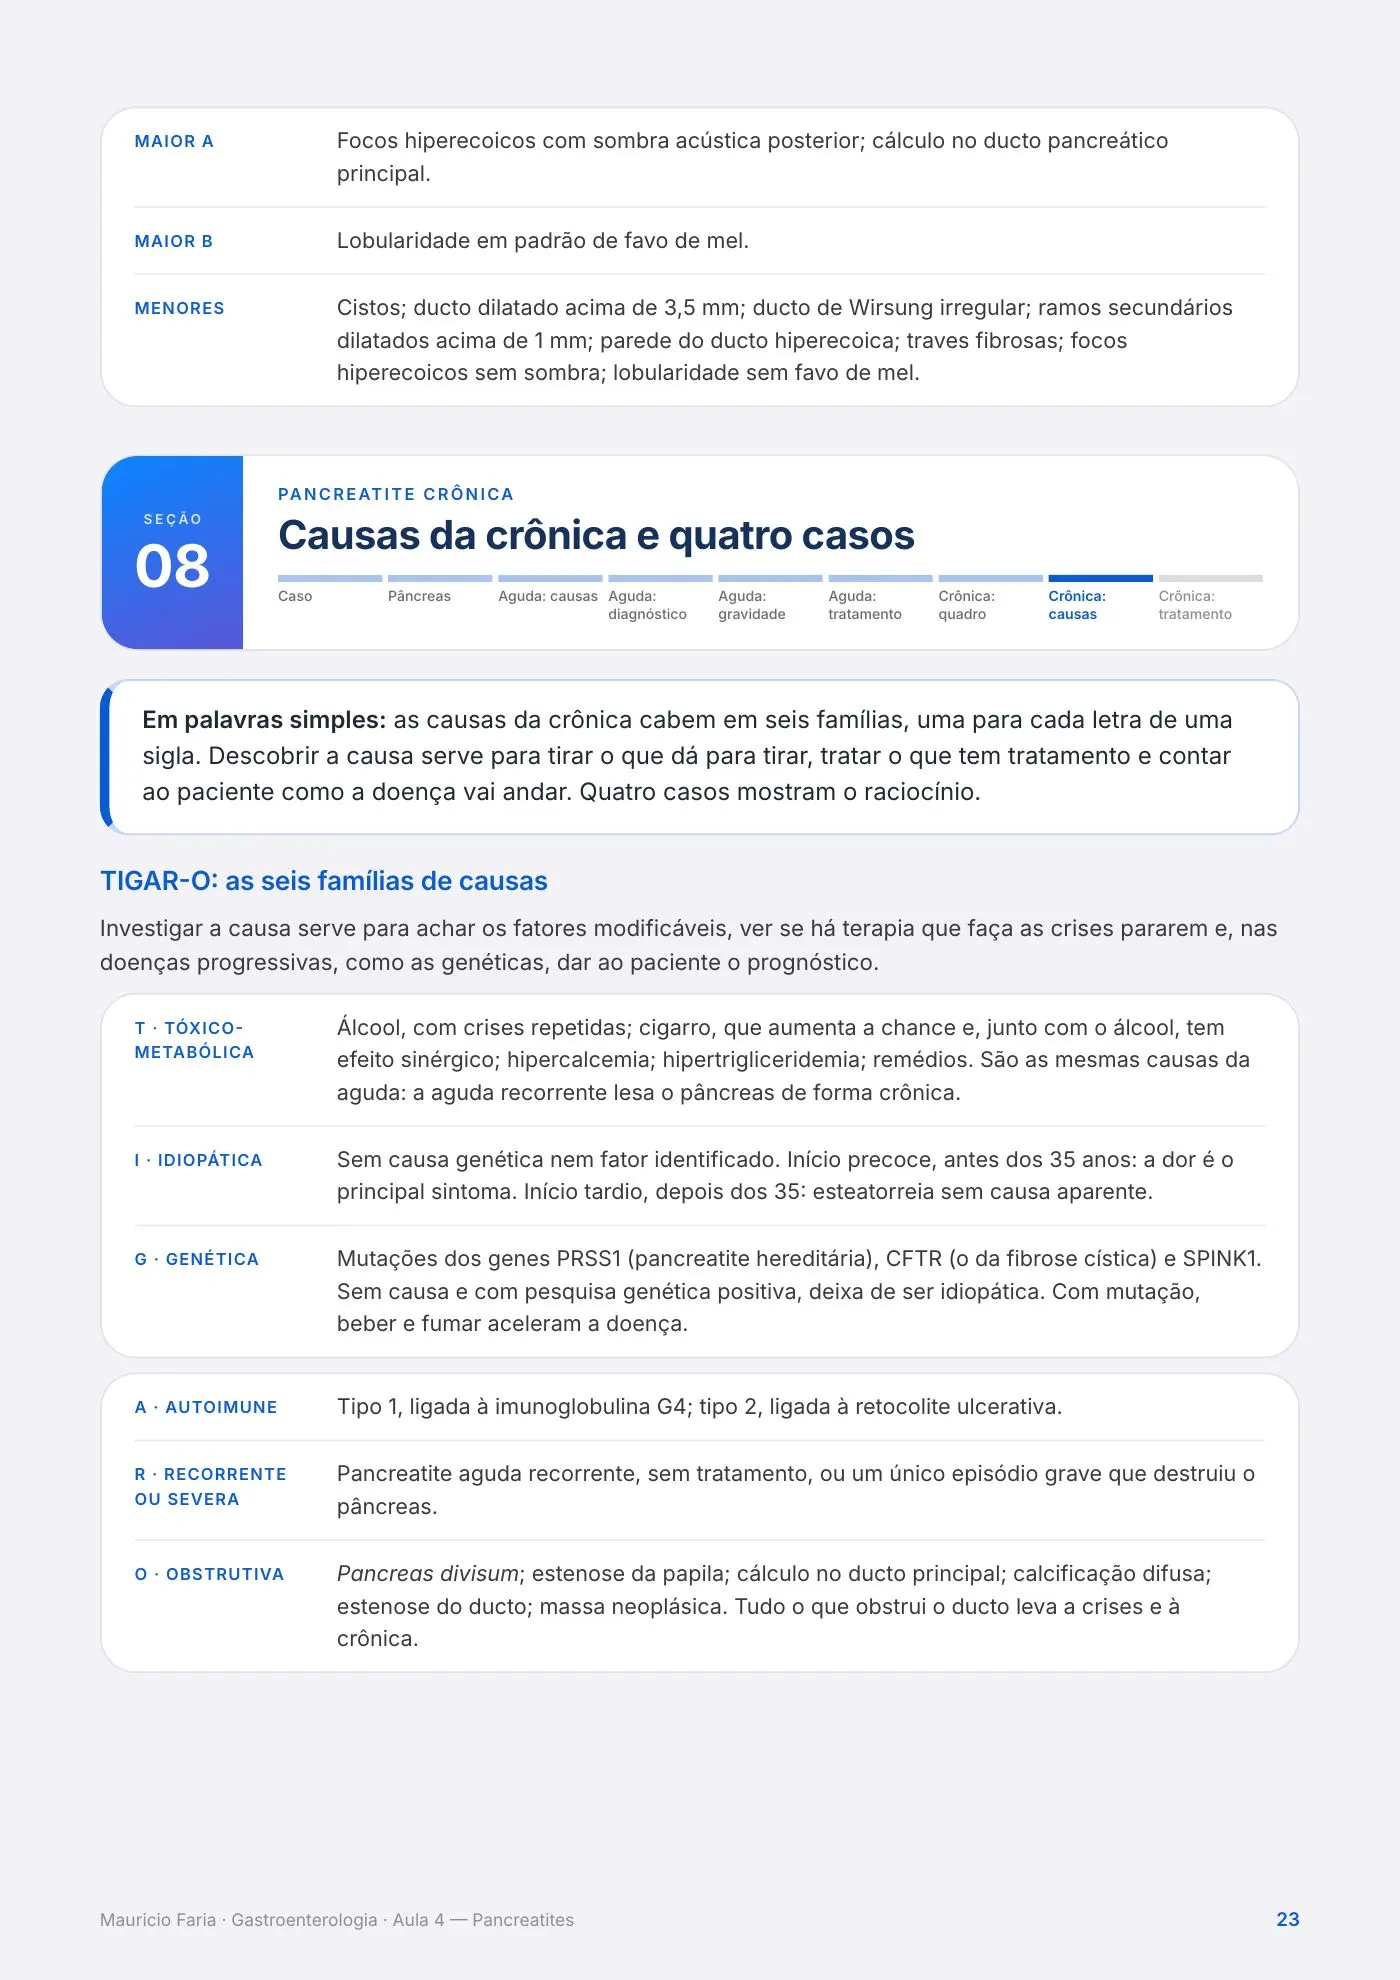 MAIOR A
Focos hiperecoicos com sombra acústica posterior; cálculo no ducto pancreático
principal.
MAIOR B
Lobularidade em padrão de favo de mel.
MENORES
Cistos; ducto dilatado acima de 3,5 mm; ducto de Wirsung irregular; ramos secundários
dilatados acima de 1 mm; parede do ducto hiperecoica; traves fibrosas; focos
hiperecoicos sem sombra; lobularidade sem favo de mel.
SEÇÃO
08
PANCREATITE CRÔNICA
Causas da crônica e quatro casos
Caso
Pâncreas
Aguda: causas
Aguda:
diagnóstico
Aguda:
gravidade
Aguda:
tratamento
Crônica:
quadro
Crônica:
causas
Crônica:
tratamento
Em palavras simples: as causas da crônica cabem em seis famílias, uma para cada letra de uma
sigla. Descobrir a causa serve para tirar o que dá para tirar, tratar o que tem tratamento e contar
ao paciente como a doença vai andar. Quatro casos mostram o raciocínio.
TIGAR-O: as seis famílias de causas
Investigar a causa serve para achar os fatores modificáveis, ver se há terapia que faça as crises pararem e, nas
doenças progressivas, como as genéticas, dar ao paciente o prognóstico.
T · TÓXICO-
METABÓLICA
Álcool, com crises repetidas; cigarro, que aumenta a chance e, junto com o álcool, tem
efeito sinérgico; hipercalcemia; hipertrigliceridemia; remédios. São as mesmas causas da
aguda: a aguda recorrente lesa o pâncreas de forma crônica.
I · IDIOPÁTICA
Sem causa genética nem fator identificado. Início precoce, antes dos 35 anos: a dor é o
principal sintoma. Início tardio, depois dos 35: esteatorreia sem causa aparente.
G · GENÉTICA
Mutações dos genes PRSS1 (pancreatite hereditária), CFTR (o da fibrose cística) e SPINK1.
Sem causa e com pesquisa genética positiva, deixa de ser idiopática. Com mutação,
beber e fumar aceleram a doença.
A · AUTOIMUNE
Tipo 1, ligada à imunoglobulina G4; tipo 2, ligada à retocolite ulcerativa.
R · RECORRENTE
OU SEVERA
Pancreatite aguda recorrente, sem tratamento, ou um único episódio grave que destruiu o
pâncreas.
O · OBSTRUTIVA
Pancreas divisum; estenose da papila; cálculo no ducto principal; calcificação difusa;
estenose do ducto; massa neoplásica. Tudo o que obstrui o ducto leva a crises e à
crônica.
Mauricio Faria · Gastroenterologia · Aula 4 — Pancreatites
23